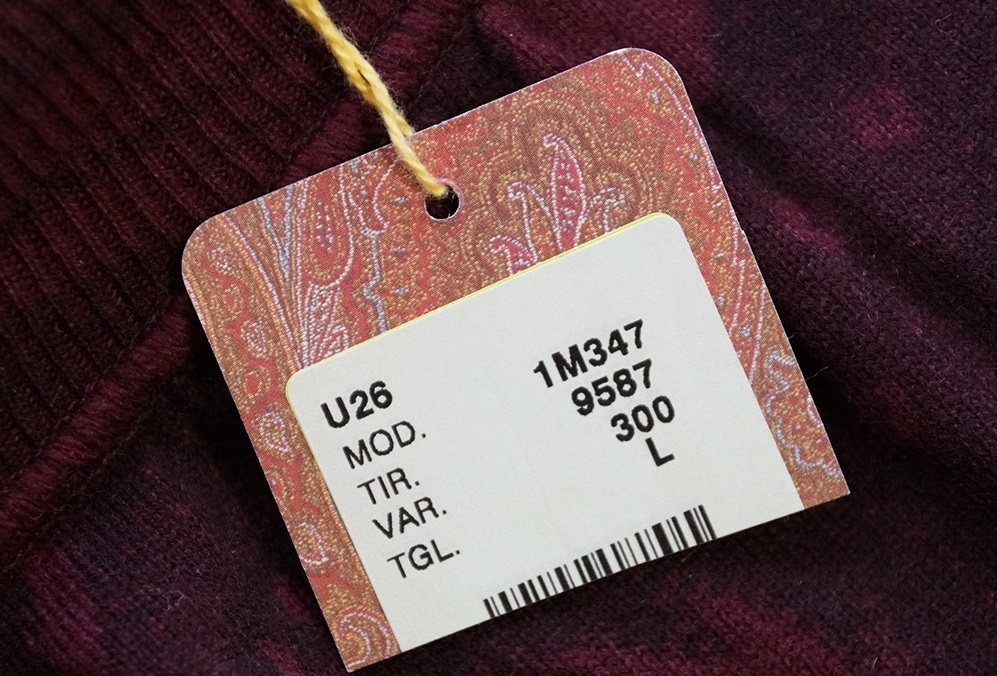 U26
MOD. 1M347
TIR. 9587
VAR. 300
TGL. L